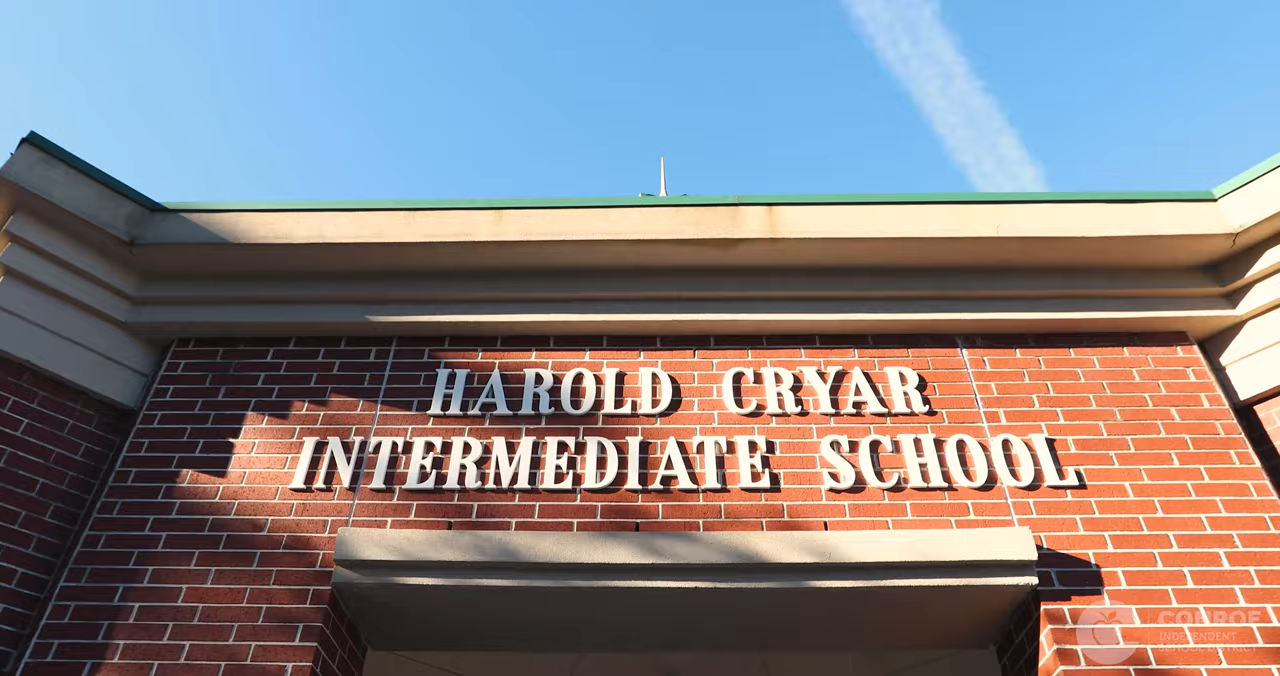 HAROLD CRYAR
INTERMEDIATE SCHOOL
CONROE
INDEPENDENT
SCHOOL DISTRICT